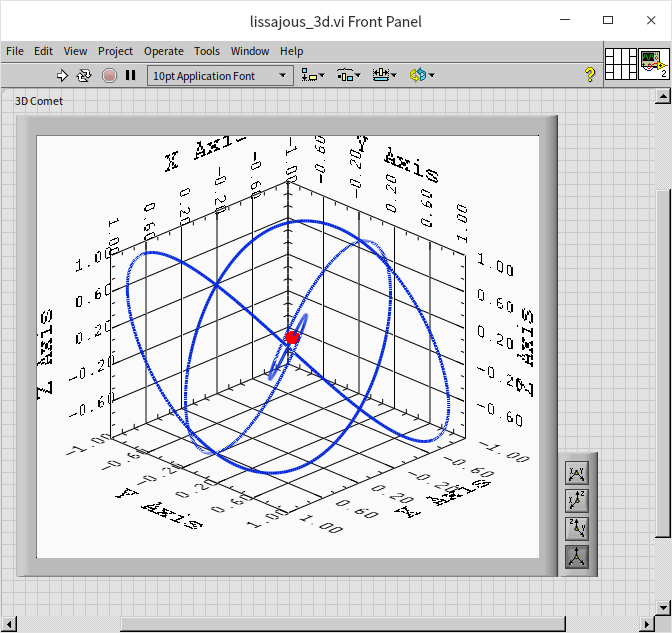 lissajous_3d.vi Front Panel
File Edit View Project Operate Tools Window Help
10pt Application Font
?
2
3D Comet
X Axis
Y Axis
1.00 0.60 0.20 -0.20 -0.60 -1.00
-0.60 -0.20 0.20 0.60 1.00
1.00
0.60
0.20
-0.20
-0.60
-1.00
Z Axis
1.00
0.60
0.20
-0.20
-0.60
-1.00
Z Axis
-0.60 -0.20 0.20 0.60 1.00
Y Axis
1.00 0.60 0.20 -0.20 -0.60
X Axis